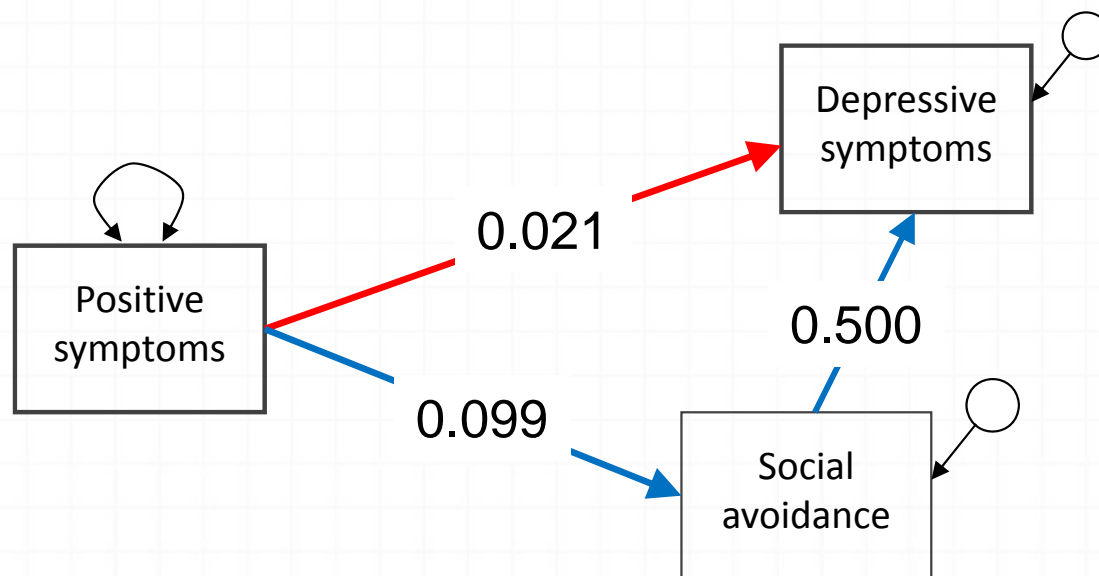 Depressive
symptoms
0.021
Positive
symptoms
0.500
0.099
Social
avoidance